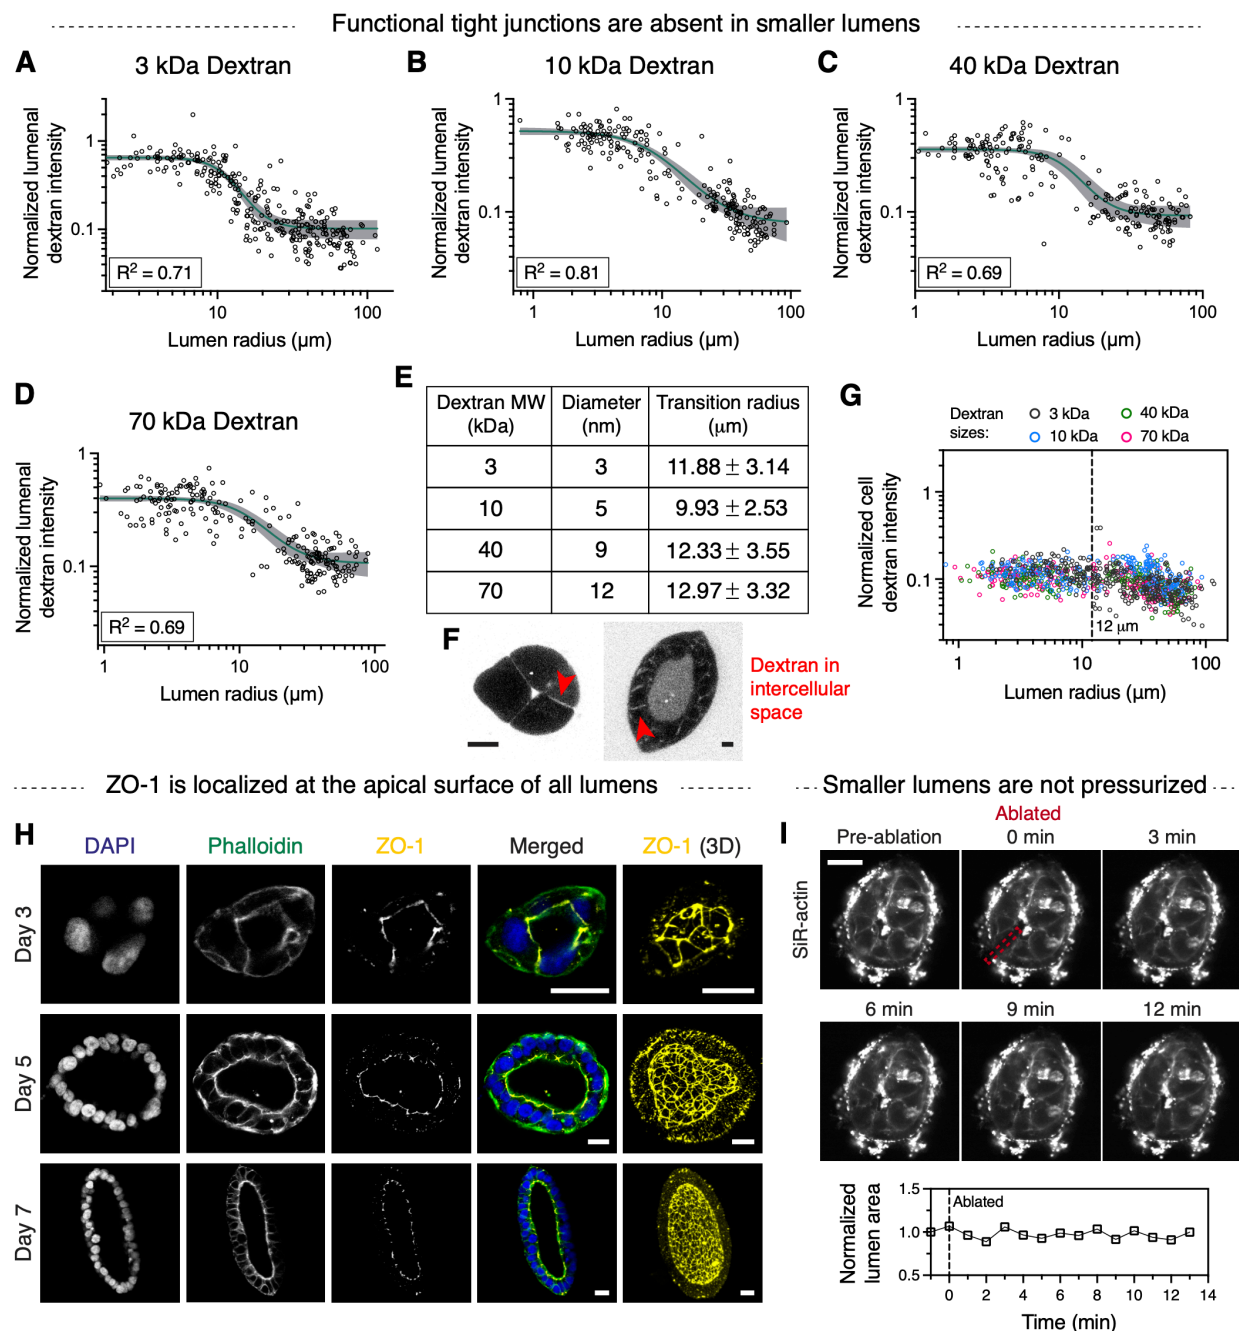 Functional tight junctions are absent in smaller lumens
A
3 kDa Dextran
Normalized lumenal
dextran intensity
1
0.1
R² = 0.71
10
100
Lumen radius (µm)
B
10 kDa Dextran
Normalized lumenal
dextran intensity
1
0.1
R² = 0.81
1
10
100
Lumen radius (µm)
C
40 kDa Dextran
Normalized lumenal
dextran intensity
1
0.1
R² = 0.69
1
10
100
Lumen radius (µm)
D
70 kDa Dextran
Normalized lumenal
dextran intensity
1
0.1
R² = 0.69
1
10
100
Lumen radius (µm)
E
Dextran MW (kDa) Diameter (nm) Transition radius (µm)
3 3 11.88 ± 3.14
10 5 9.93 ± 2.53
40 9 12.33 ± 3.55
70 12 12.97 ± 3.32
F
Dextran in
intercellular
space
G
Dextran
sizes:
3 kDa
40 kDa
10 kDa
70 kDa
Normalized cell
dextran intensity
1
0.1
12 µm
1
10
100
Lumen radius (µm)
ZO-1 is localized at the apical surface of all lumens
H
DAPI
Phalloidin
ZO-1
Merged
ZO-1 (3D)
Day 3
Day 5
Day 7
Smaller lumens are not pressurized
I
Ablated
Pre-ablation
0 min
3 min
SiR-actin
6 min
9 min
12 min
Normalized
lumen area
1.5
1.0
0.5
Ablated
0 2 4 6 8 10 12 14
Time (min)